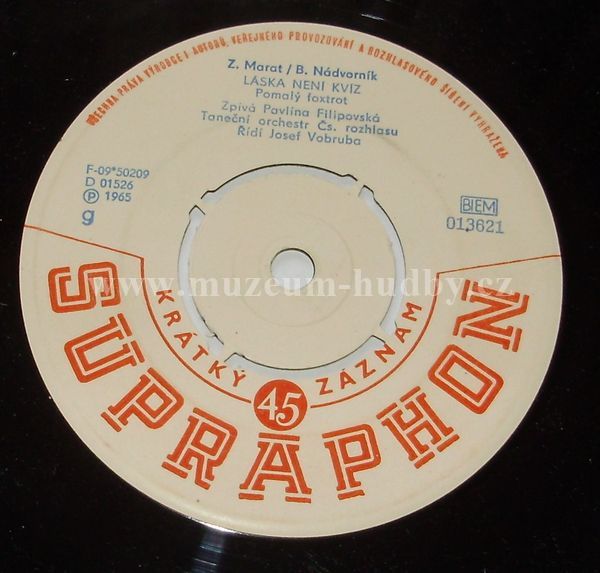 VŠECHNA PRÁVA VÝROBCE I AUTORŮ, VEŘEJNÉHO PROVOZOVÁNÍ A ROZHLASOVÉHO ŠÍŘENÍ VYHRAŽENA
Z. Marat / B. Nádvorník
LÁSKA NENÍ KVÍZ
Pomalý foxtrot
Zpívá Pavlína Filipovská
Taneční orchestr Čs. rozhlasu
Řídí Josef Vobruba
F-09*50209
D 01526
Ⓟ 1965
g
BIEM
013621
www.muzeum-hudby.cz
KRÁTKÝ 45 ZÁZNAM
SUPRAPHON